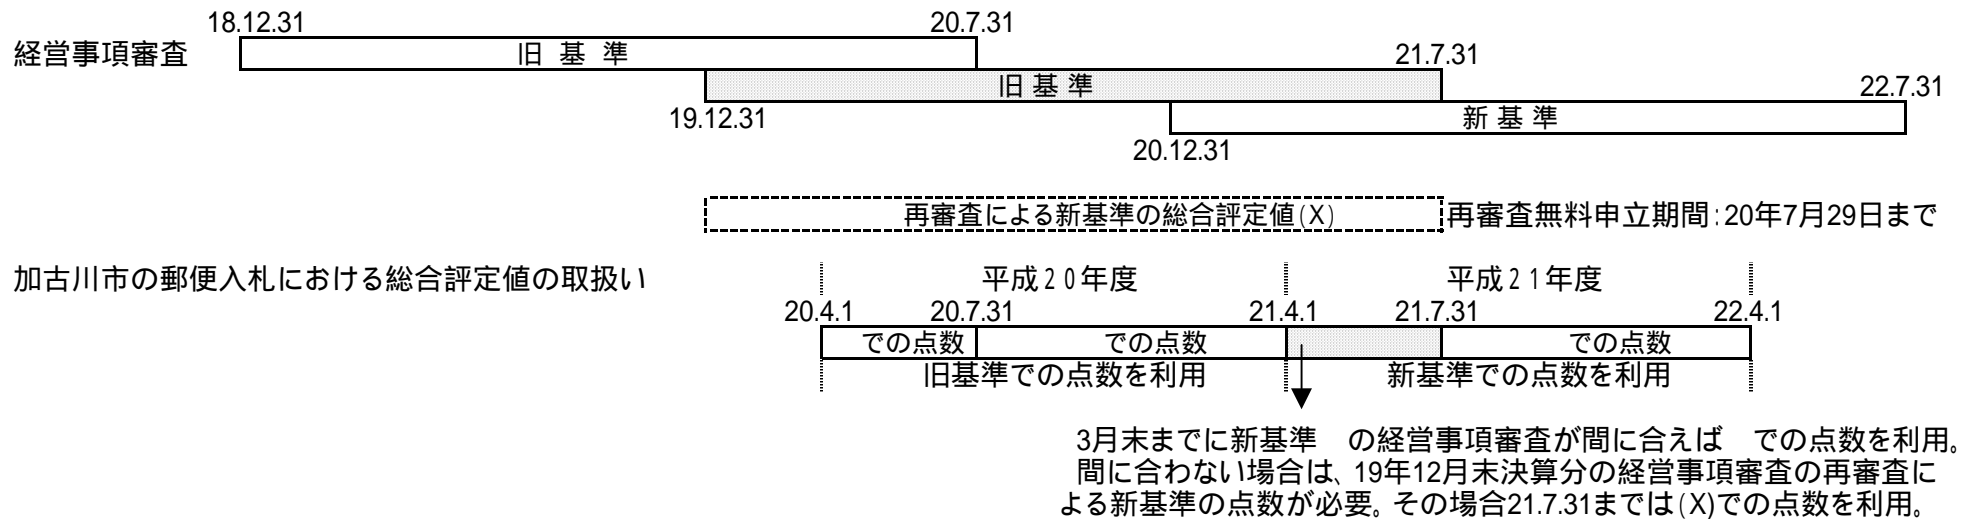 18.12.31 20.7.31
経営事項審査 旧 基 準 21.7.31
旧 基 準 22.7.31
19.12.31 新 基 準
20.12.31
再審査による新基準の総合評定値(X) 再審査無料申立期間:20年7月29日まで
加古川市の郵便入札における総合評定値の取扱い 平成20年度 平成21年度
20.4.1 20.7.31 21.4.1 21.7.31 22.4.1
での点数 での点数 での点数
旧基準での点数を利用 新基準での点数を利用
3月末までに新基準 の経営事項審査が間に合えば での点数を利用。
間に合わない場合は、19年12月末決算分の経営事項審査の再審査に
よる新基準の点数が必要。その場合21.7.31までは(X)での点数を利用。